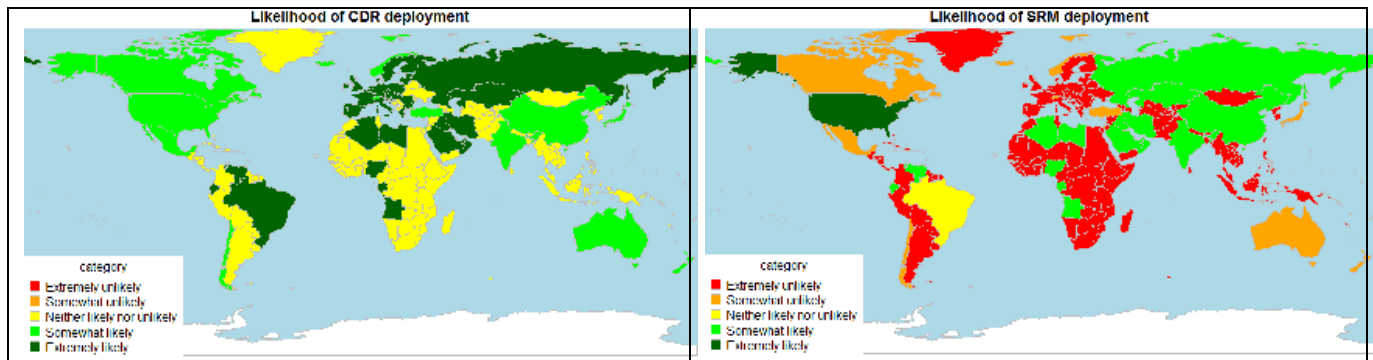 Likelihood of CDR deployment
category
Extremely unlikely
Somewhat unlikely
Neither likely nor unlikely
Somewhat likely
Extremely likely
Likelihood of SRM deployment
category
Extremely unlikely
Somewhat unlikely
Neither likely nor unlikely
Somewhat likely
Extremely likely